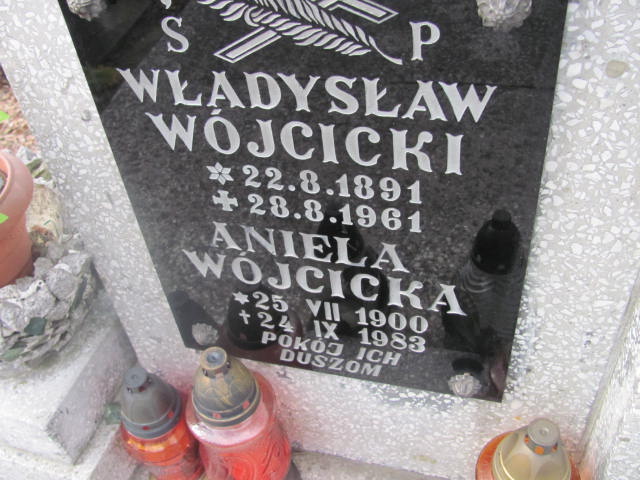 Ś P
WŁADYSŁAW
WÓJCICKI
* 22.8.1891
+ 28.8.1961
ANIELA
WÓJCICKA
* 25 VII 1900
+ 24 IX 1983
POKÓJ ICH
DUSZOM